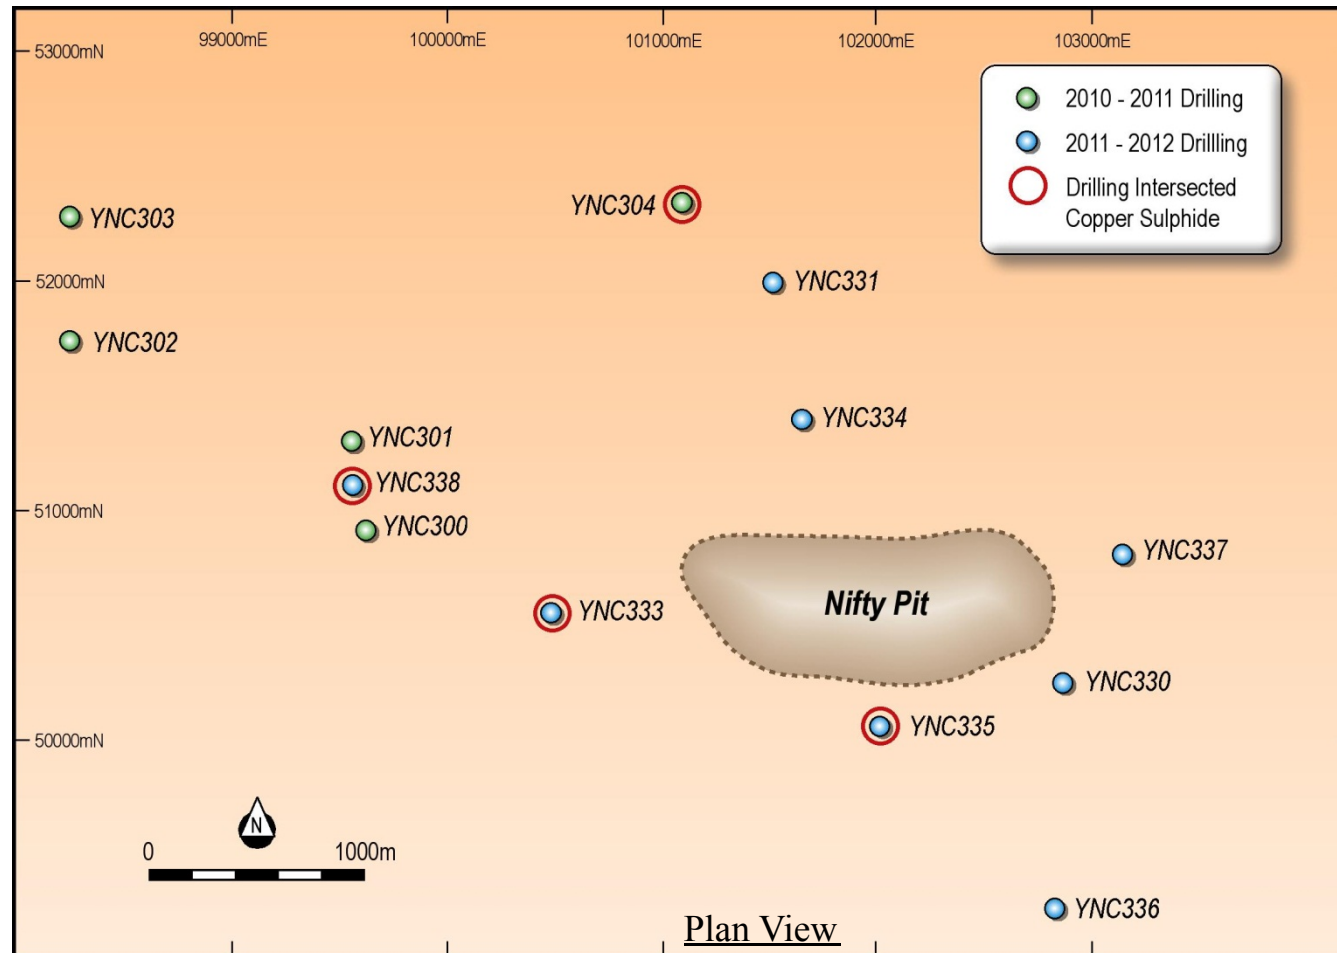 99000mE
100000mE
101000mE
102000mE
103000mE
53000mN
2010 - 2011 Drilling
2011 - 2012 Drillling
Drilling Intersected
Copper Sulphide
YNC304
YNC303
52000mN
YNC331
YNC302
YNC334
YNC301
YNC338
51000mN
YNC300
YNC337
Nifty Pit
YNC333
YNC330
YNC335
50000mN
N
0 1000m
YNC336
Plan View